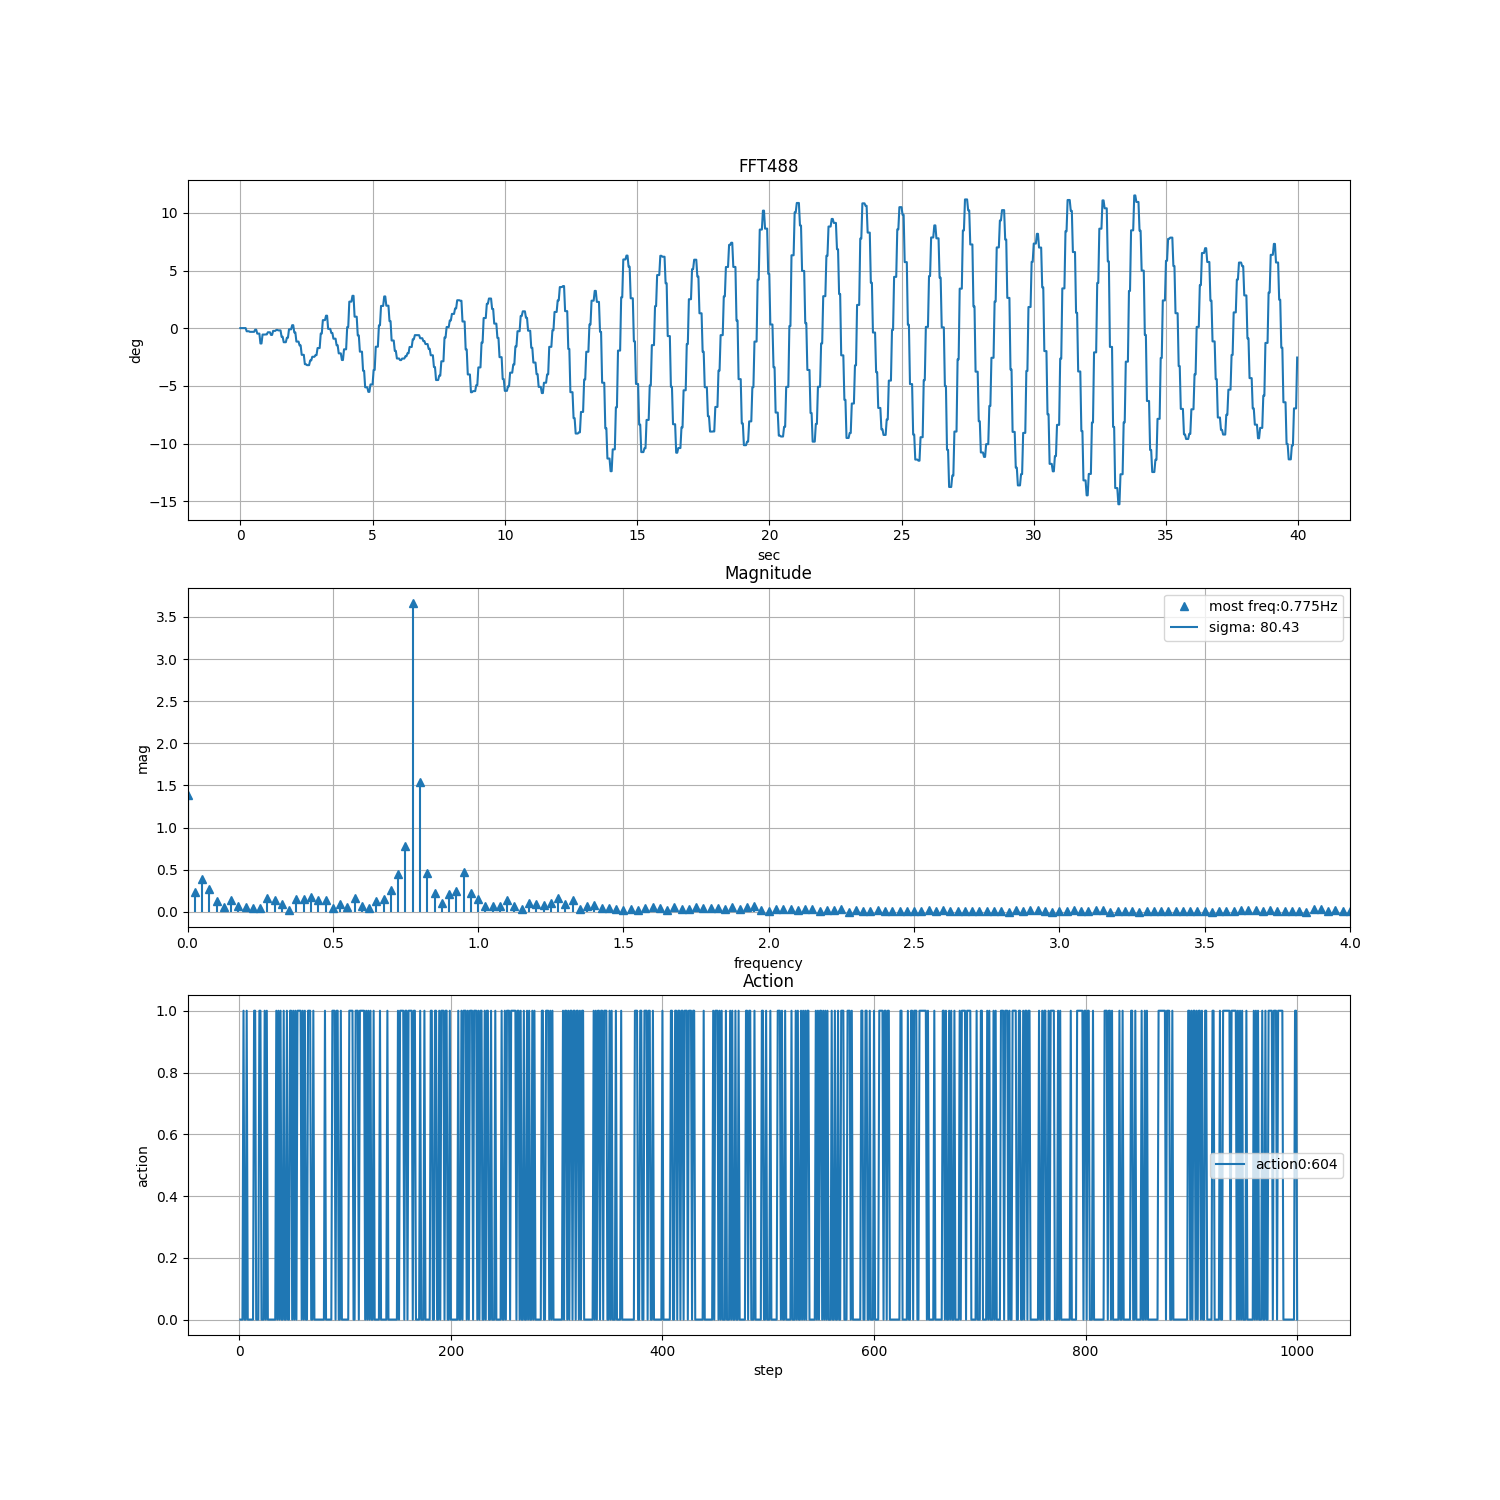 FFT488
10
5
0
−5
−10
−15
deg
0 5 10 15 20 25 30 35 40
sec
Magnitude
most freq:0.775Hz
sigma: 80.43
3.5
3.0
2.5
2.0
1.5
1.0
0.5
0.0
mag
0.0 0.5 1.0 1.5 2.0 2.5 3.0 3.5 4.0
frequency
Action
1.0
0.8
0.6
0.4
0.2
0.0
action
action0:604
0 200 400 600 800 1000
step